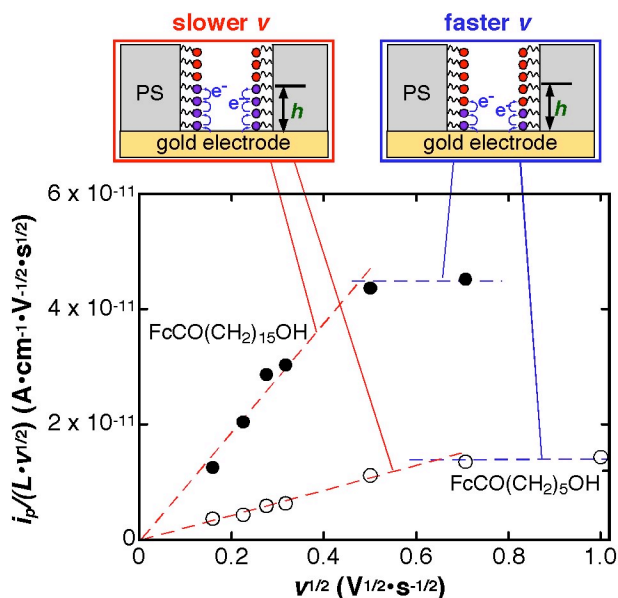 slower v
faster v
PS
e-
e-
h
gold electrode
PS
e-
e-
h
gold electrode
6 x 10-11
4 x 10-11
2 x 10-11
0
FcCO(CH2)15OH
FcCO(CH2)5OH
ip/(L•v1/2) (A•cm-1•V-1/2•s1/2)
0
0.2
0.4
0.6
0.8
1.0
v1/2 (V1/2•s-1/2)